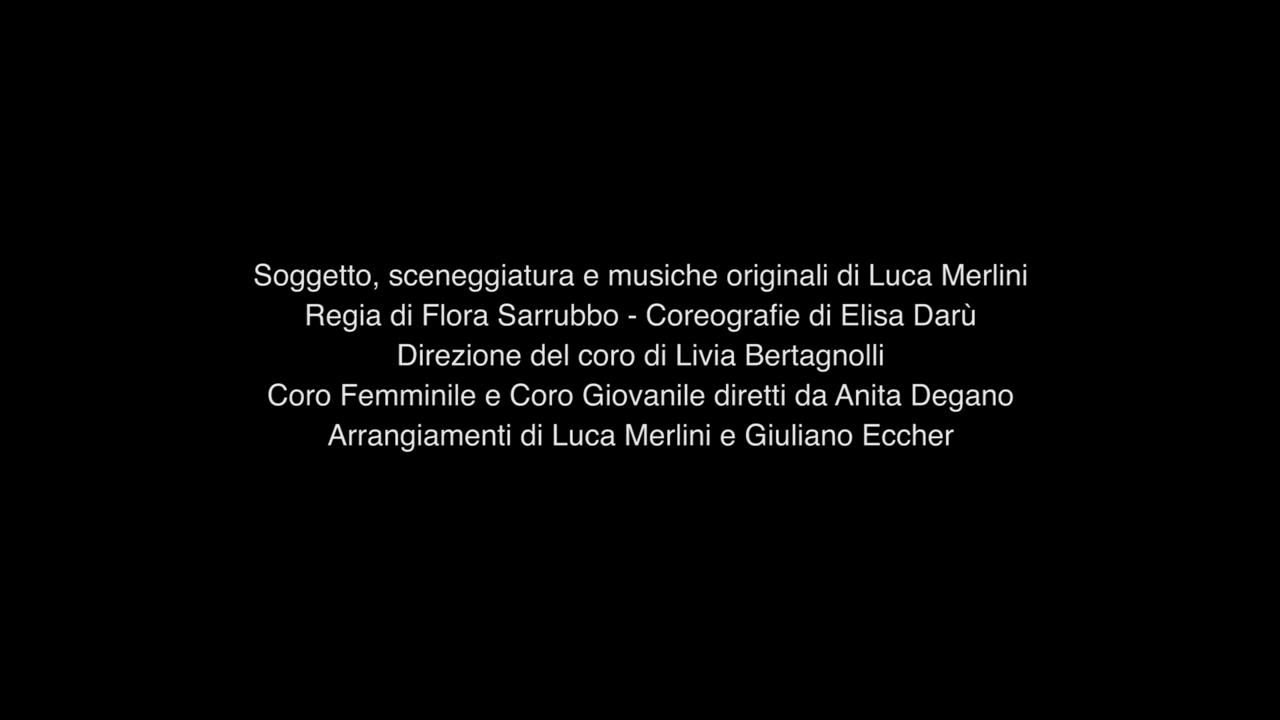 Soggetto, sceneggiatura e musiche originali di Luca Merlini
Regia di Flora Sarrubbo - Coreografie di Elisa Darù
Direzione del coro di Livia Bertagnolli
Coro Femminile e Coro Giovanile diretti da Anita Degano
Arrangiamenti di Luca Merlini e Giuliano Eccher